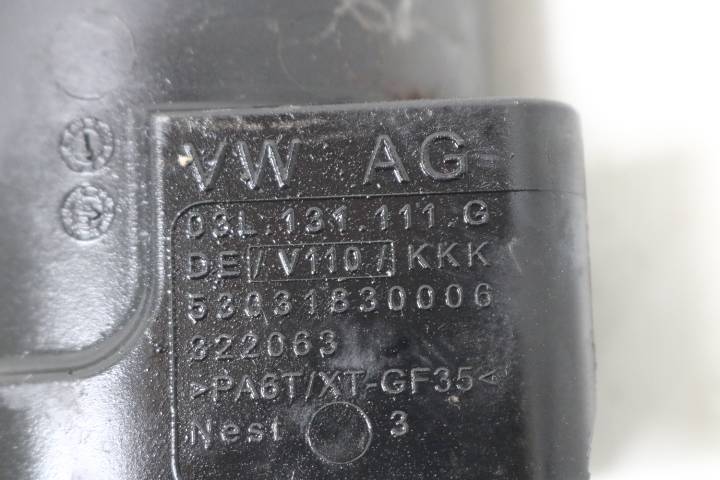 VW AG
03L.131.111.G
DE /V110/ KKK
53031830006
322063
>PA6T/XT-GF35<
Nest 3